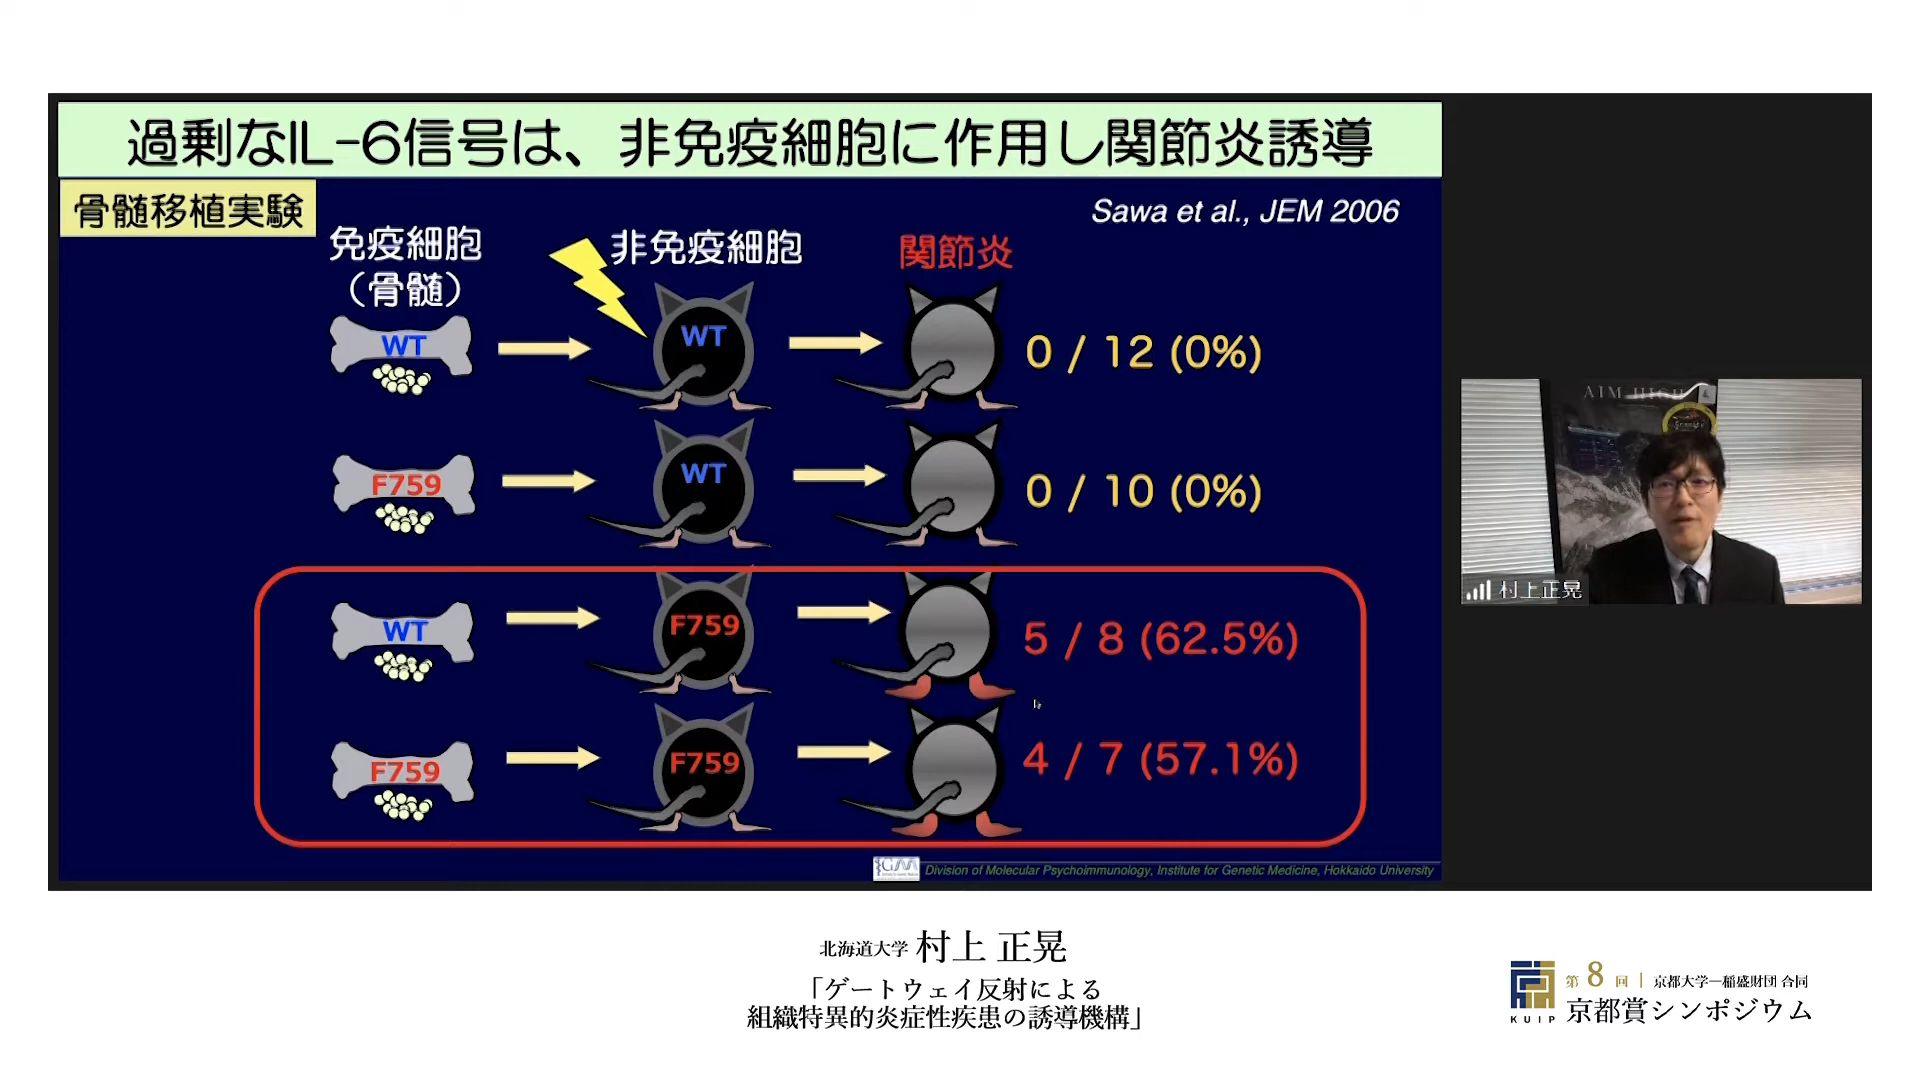 過剰なIL-6信号は、非免疫細胞に作用し関節炎誘導
骨髄移植実験
Sawa et al., JEM 2006
免疫細胞
（骨髄）
非免疫細胞
関節炎
WT
WT
0 / 12 (0%)
F759
WT
0 / 10 (0%)
WT
F759
5 / 8 (62.5%)
F759
F759
4 / 7 (57.1%)
Division of Molecular Psychoimmunology, Institute for Genetic Medicine, Hokkaido University
AIM HIGH
村上正晃
北海道大学 村上 正晃
「ゲートウェイ反射による
組織特異的炎症性疾患の誘導機構」
KUIP
第8回 | 京都大学—稲盛財団 合同
京都賞シンポジウム